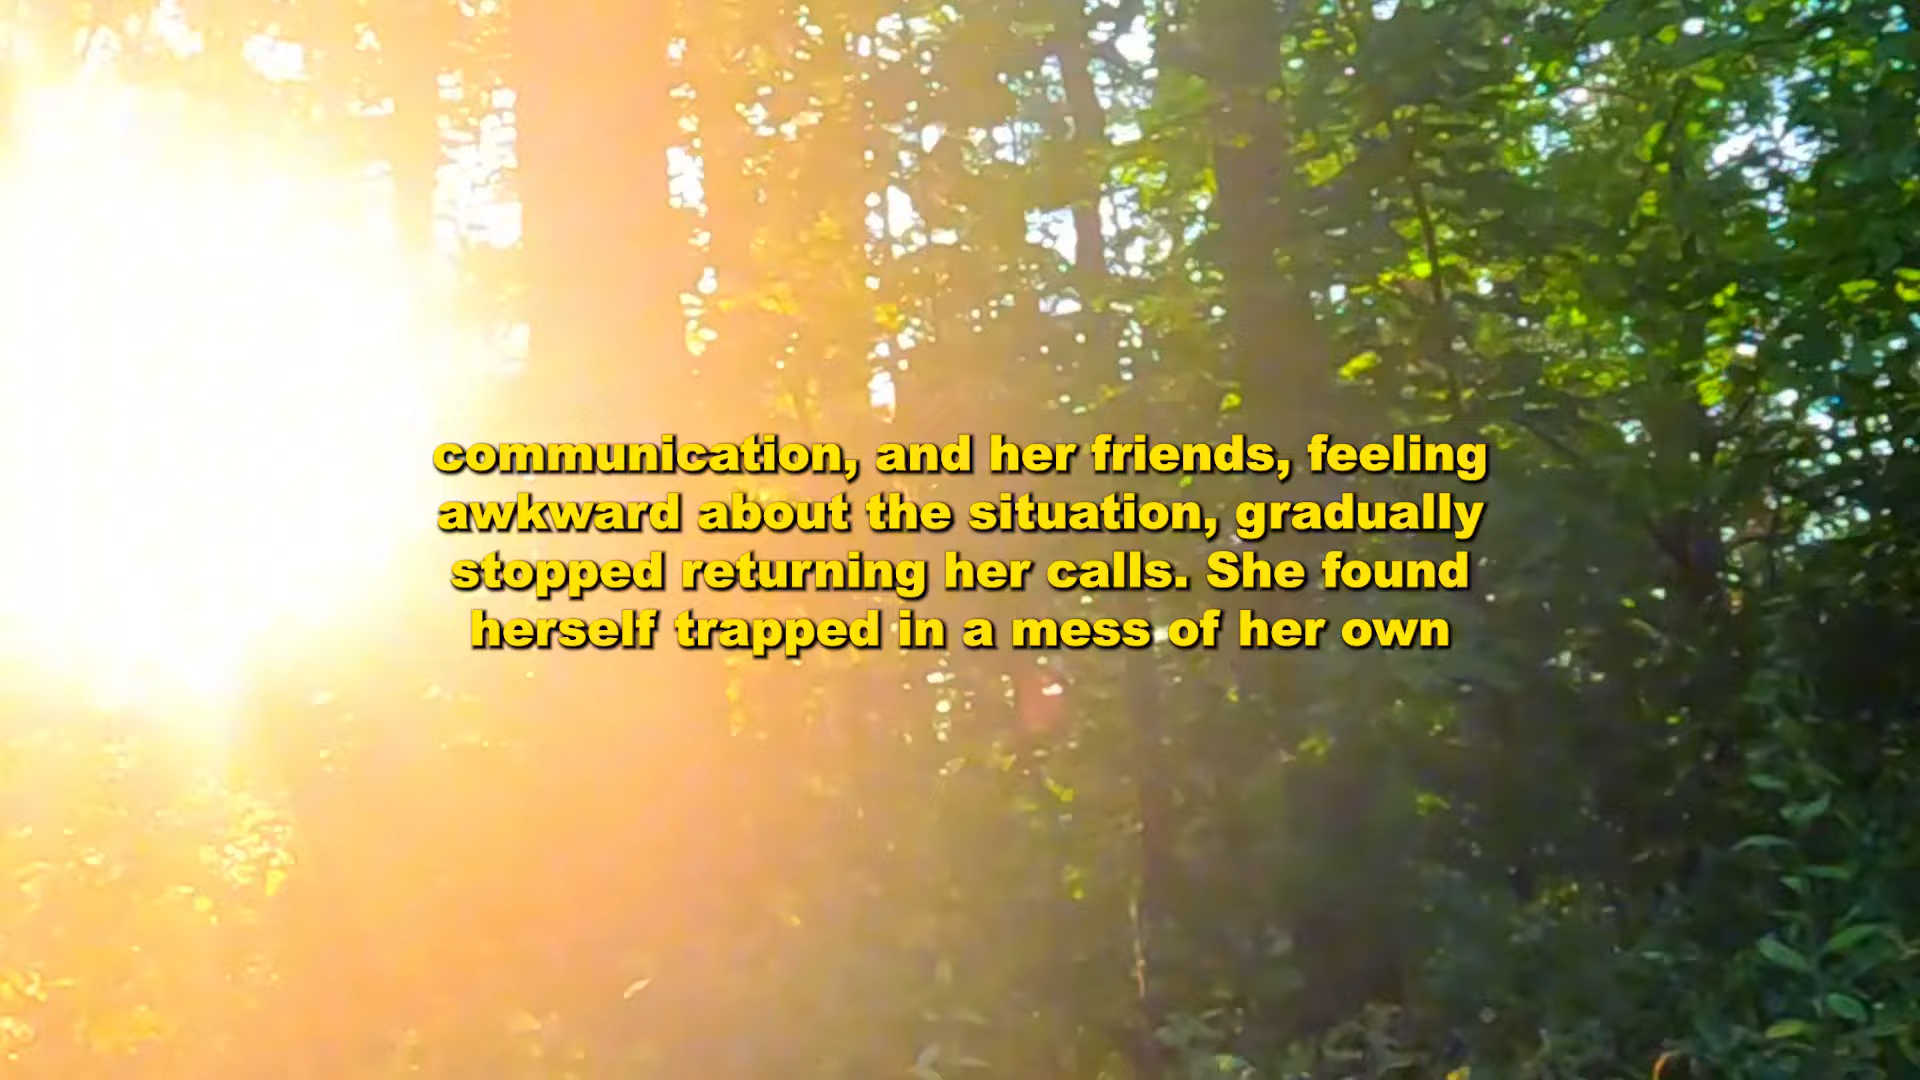 communication, and her friends, feeling
awkward about the situation, gradually
stopped returning her calls. She found
herself trapped in a mess of her own